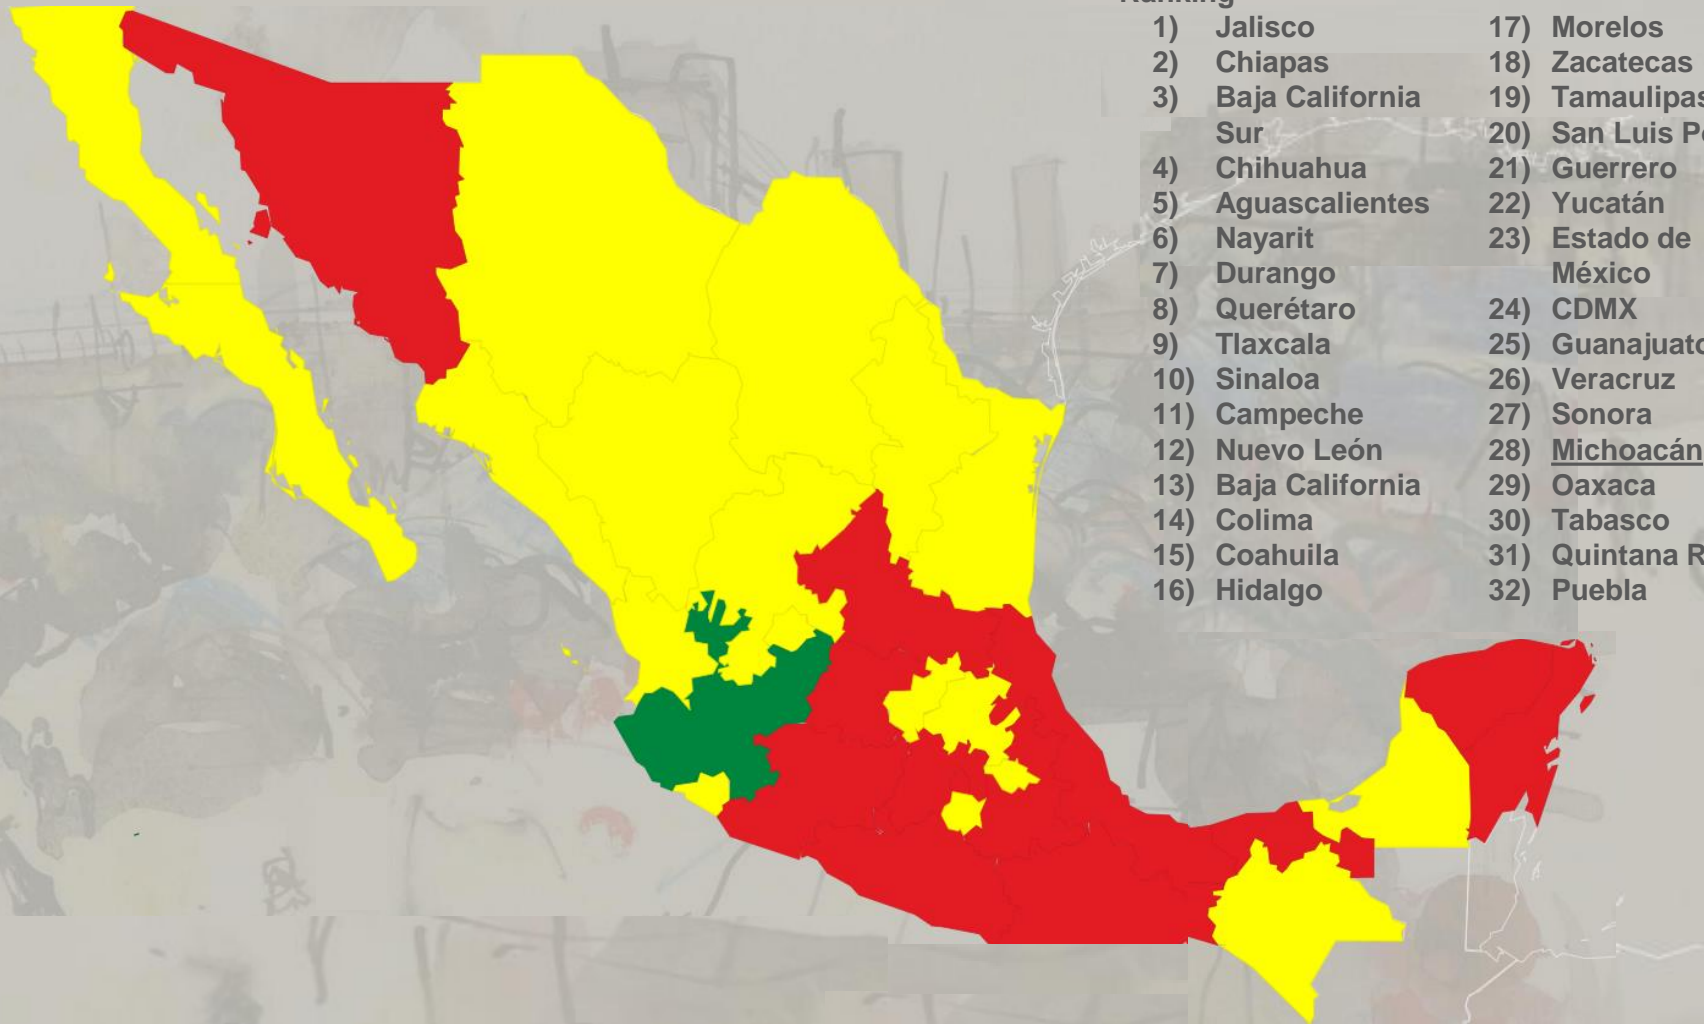 1) Jalisco
2) Chiapas
3) Baja California
Sur
4) Chihuahua
5) Aguascalientes
6) Nayarit
7) Durango
8) Querétaro
9) Tlaxcala
10) Sinaloa
11) Campeche
12) Nuevo León
13) Baja California
14) Colima
15) Coahuila
16) Hidalgo
17) Morelos
18) Zacatecas
19) Tamaulipas
20) San Luis
21) Guerrero
22) Yucatán
23) Estado de
México
24) CDMX
25) Guanajuato
26) Veracruz
27) Sonora
28) Michoacán
29) Oaxaca
30) Tabasco
31) Quintana
32) Puebla